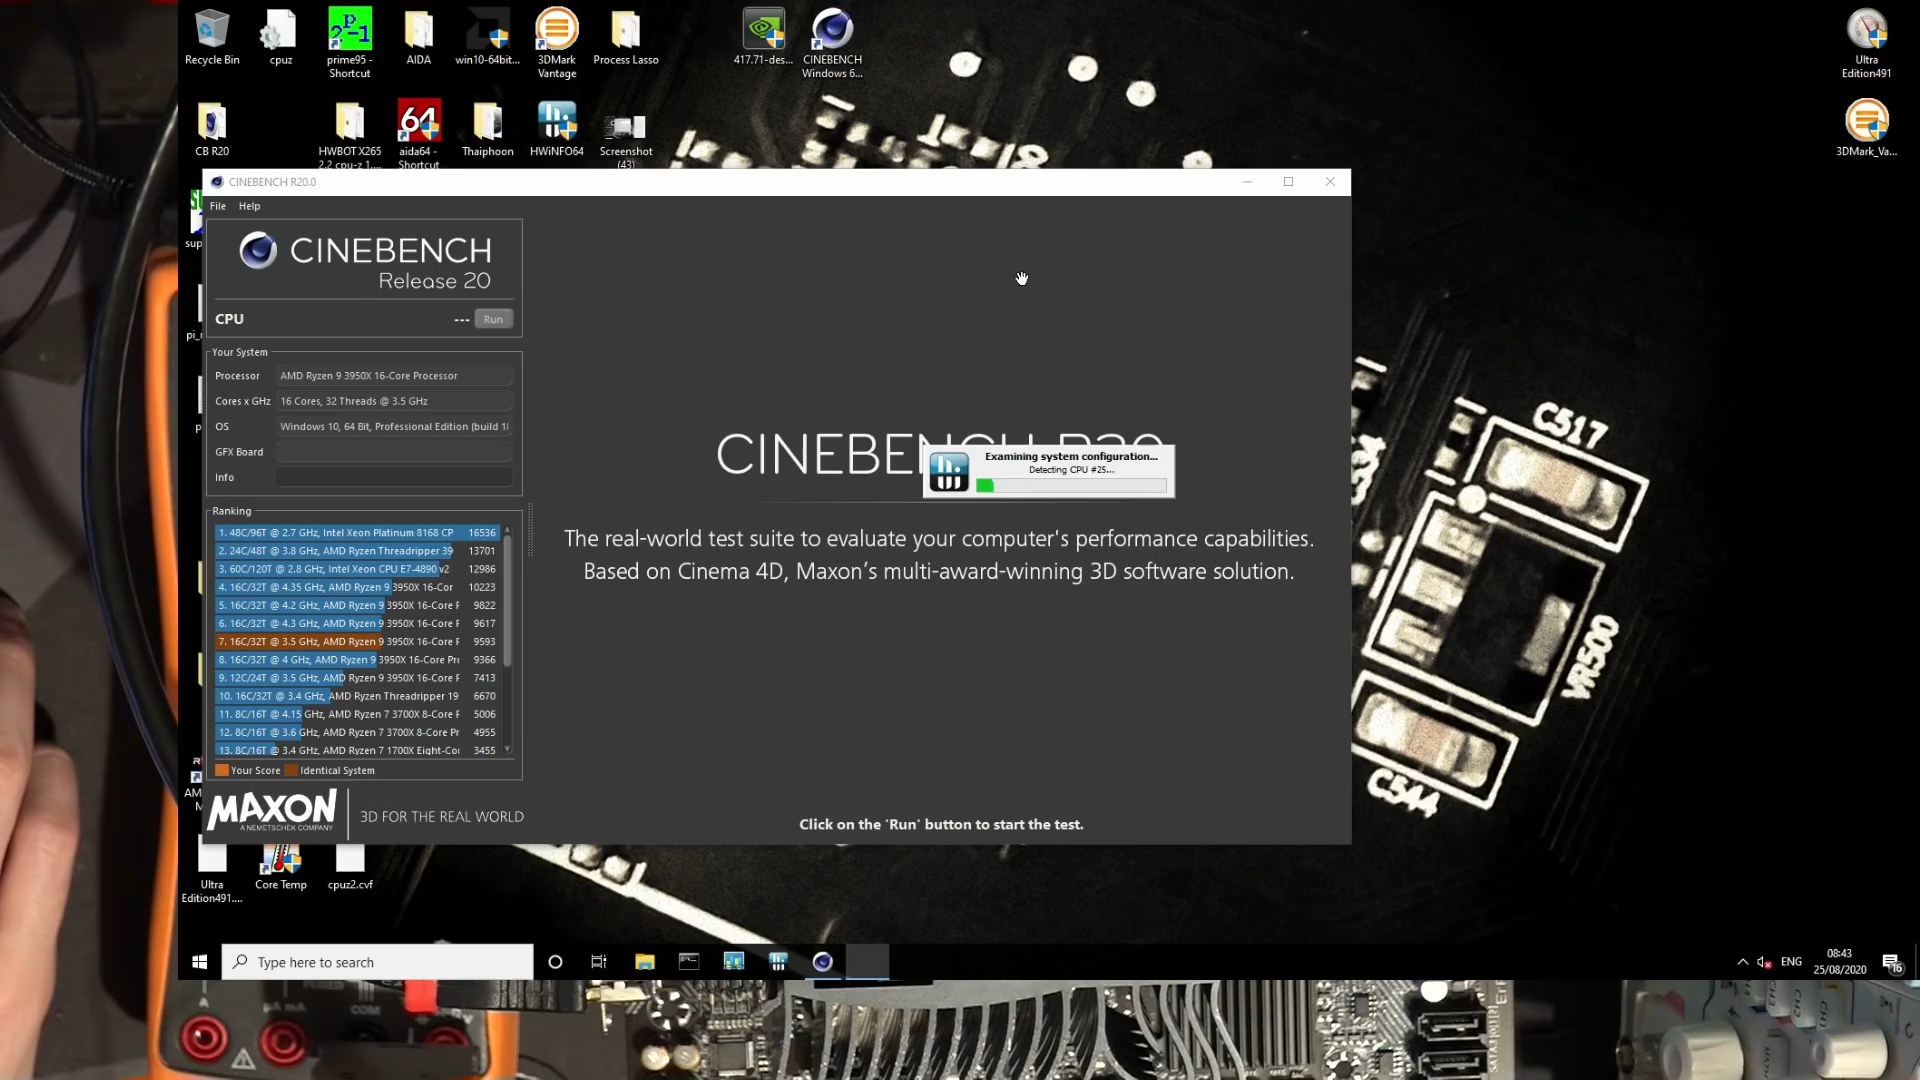 Recycle Bin
cpuz
prime95 -
Shortcut
AIDA
win10-64bit...
3DMark
Vantage
Process Lasso
417.71-des...
CINEBENCH
Windows 6...
Ultra
Edition491
CB R20
HWBOT X265
2.2 cpu-z 1....
64
aida64 -
Shortcut
Thaiphoon
HWiNFO64
Screenshot
(43)
3DMark_Va...
CINEBENCH R20.0
File Help
CINEBENCH
Release 20
CPU --- Run
Your System
Processor AMD Ryzen 9 3950X 16-Core Processor
Cores x GHz 16 Cores, 32 Threads @ 3.5 GHz
OS Windows 10, 64 Bit, Professional Edition (build 18
GFX Board
Info
Ranking
1. 48C/96T @ 2.7 GHz, Intel Xeon Platinum 8168 CP 16536
2. 24C/48T @ 3.8 GHz, AMD Ryzen Threadripper 39 13701
3. 60C/120T @ 2.8 GHz, Intel Xeon CPU E7-4890 v2 12986
4. 16C/32T @ 4.35 GHz, AMD Ryzen 9 3950X 16-Cor 10223
5. 16C/32T @ 4.2 GHz, AMD Ryzen 9 3950X 16-Core F 9822
6. 16C/32T @ 4.3 GHz, AMD Ryzen 9 3950X 16-Core F 9617
7. 16C/32T @ 3.5 GHz, AMD Ryzen 9 3950X 16-Core F 9593
8. 16C/32T @ 4 GHz, AMD Ryzen 9 3950X 16-Core Pro 9366
9. 12C/24T @ 3.5 GHz, AMD Ryzen 9 3950X 16-Core F 7413
10. 16C/32T @ 3.4 GHz, AMD Ryzen Threadripper 19 6670
11. 8C/16T @ 4.15 GHz, AMD Ryzen 7 3700X 8-Core F 5006
12. 8C/16T @ 3.6 GHz, AMD Ryzen 7 3700X 8-Core Pr 4955
13. 8C/16T @ 3.4 GHz, AMD Ryzen 7 1700X Eight-Co 3455
Your Score Identical System
MAXON
A NEMETSCHEK COMPANY
3D FOR THE REAL WORLD
CINEBENCH R20
Examining system configuration...
Detecting CPU #25...
The real-world test suite to evaluate your computer's performance capabilities.
Based on Cinema 4D, Maxon's multi-award-winning 3D software solution.
Click on the 'Run' button to start the test.
C517
VR500
C544
Ultra
Edition491....
Core Temp
cpuz2.cvf
Type here to search
ENG
08:43
25/08/2020
16
A
µA mA
COM